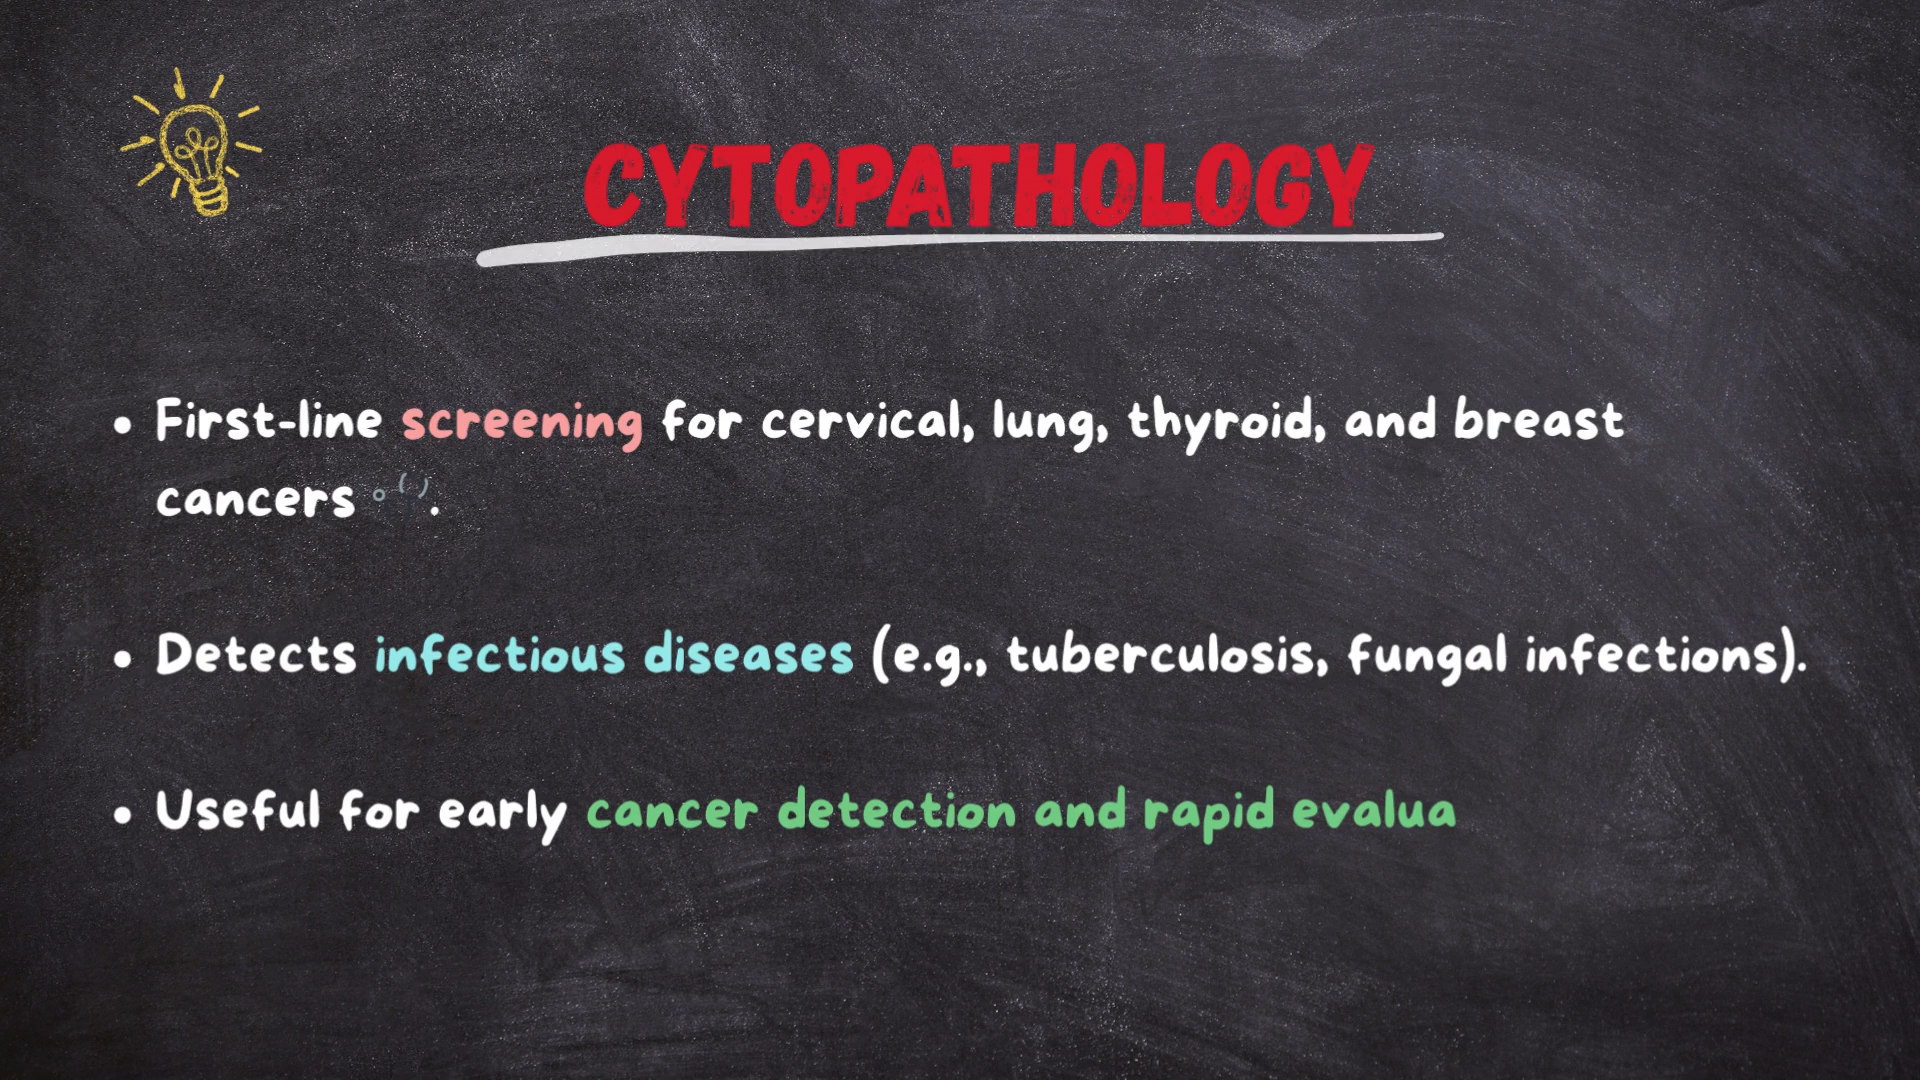 CYTOPATHOLOGY
• First-line screening for cervical, lung, thyroid, and breast
cancers .
• Detects infectious diseases (e.g., tuberculosis, fungal infections).
• Useful for early cancer detection and rapid evalua